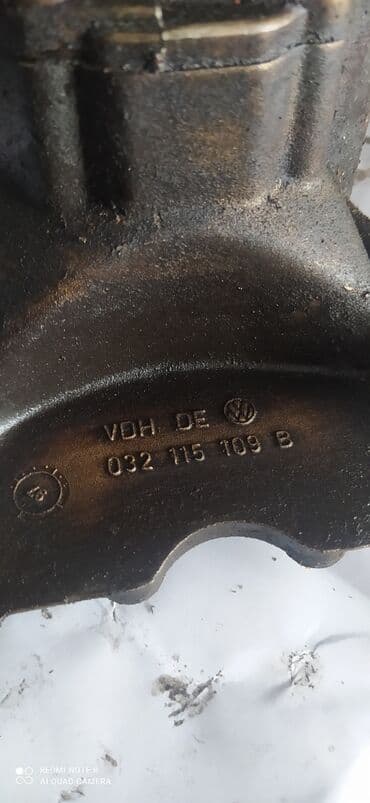 VDH DE
032 115 109 B
REDMI NOTE 8
AI QUAD CAMERA